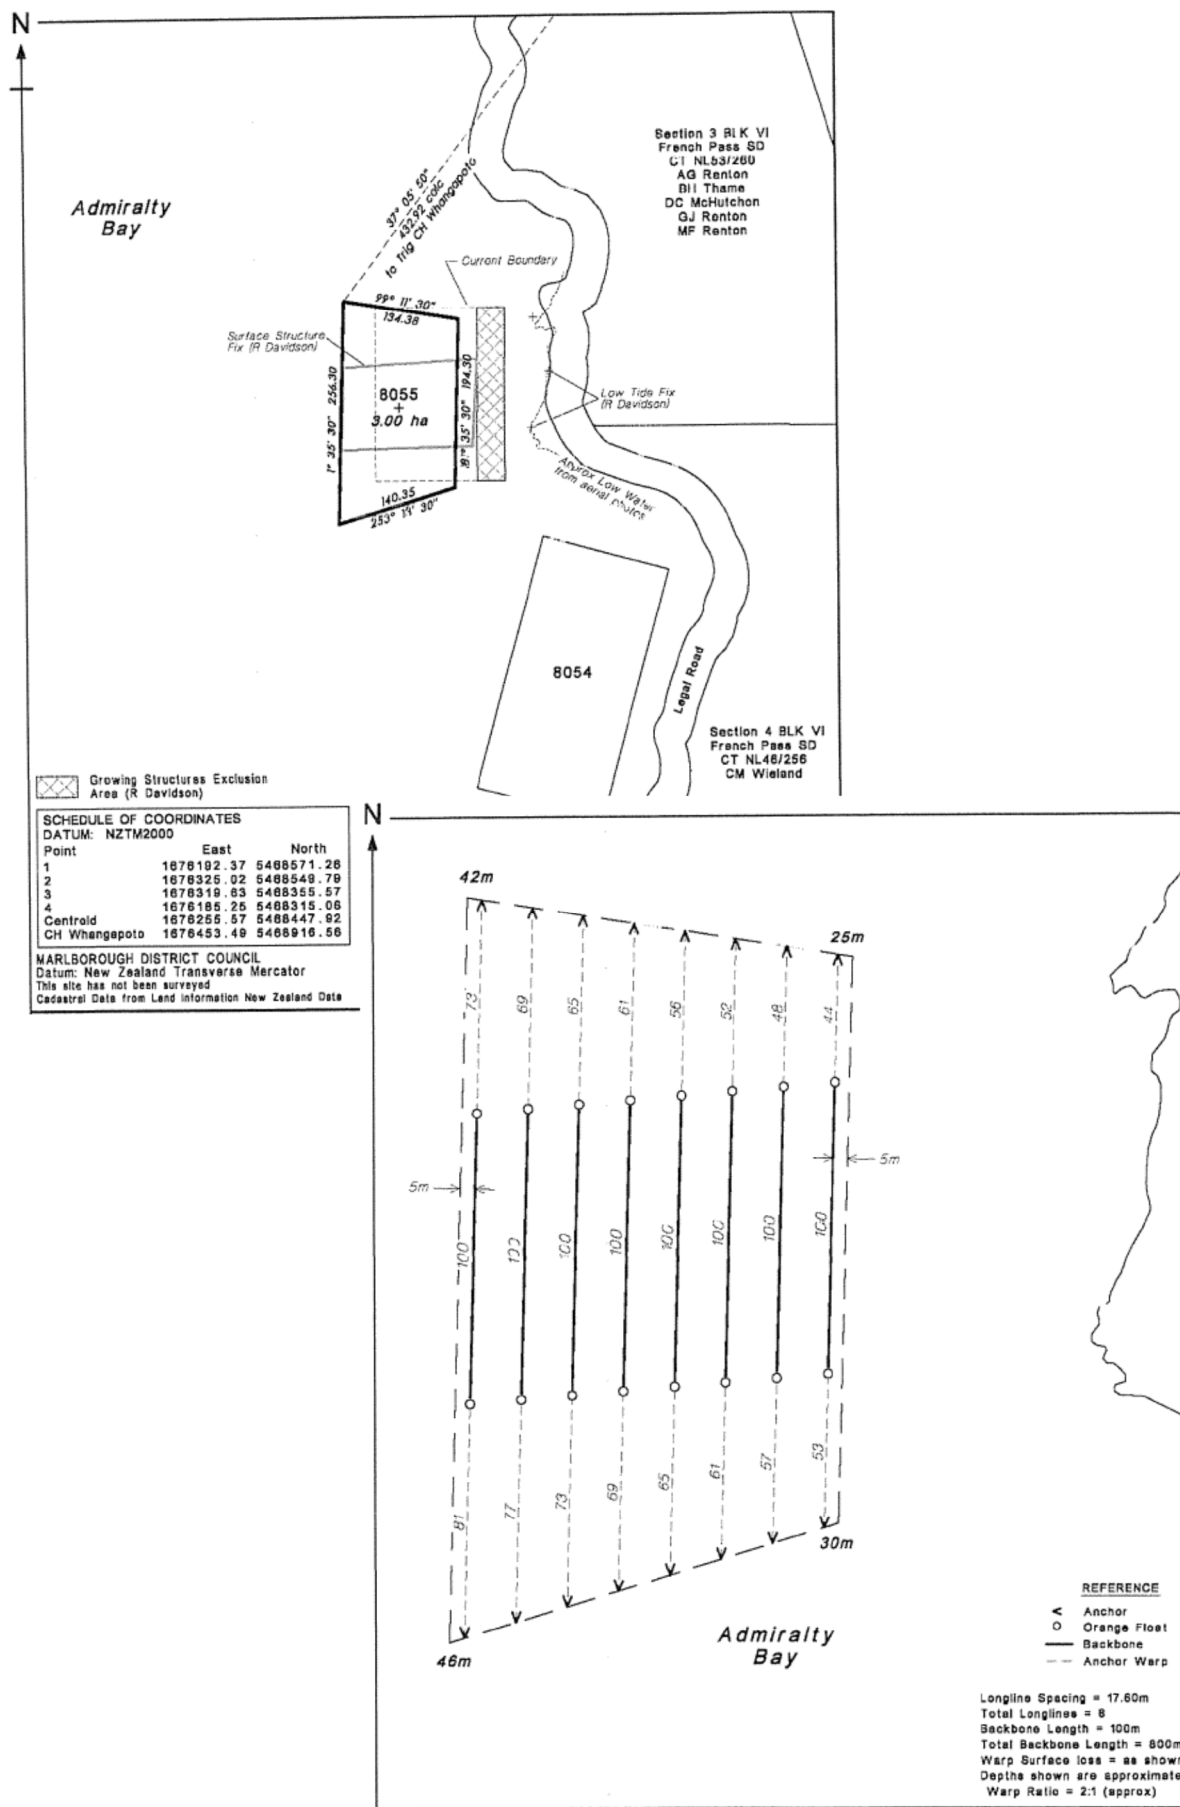 N
Admiralty
Bay
Section 3 BLK VI
French Pass SD
CT NL53/260
AG Renton
BH Thame
DC McHutchon
GJ Renton
MF Renton
37° 05' 50"
432.92 calc
to Trig CH Whangapoto
Current Boundary
99° 11' 30"
134.38
Surface Structure
Fix (R Davidson)
1° 35' 30" 256.30
8055
3.00 ha
181° 35' 30" 194.30
140.35
253° 13' 30"
Low Tide Fix
(R Davidson)
Approx Low Water
from aerial photos
8054
Legal Road
Section 4 BLK VI
French Pass SD
CT NL46/256
CM Wieland
Growing Structures Exclusion
Area (R Davidson)
SCHEDULE OF COORDINATES
DATUM: NZTM2000
Point East North
1 1676192.37 5468571.26
2 1676325.02 5468549.79
3 1676319.63 5468355.57
4 1676185.25 5468315.06
Centroid 1676255.57 5468447.92
CH Whangapoto 1676453.49 5468916.56
MARLBOROUGH DISTRICT COUNCIL
Datum: New Zealand Transverse Mercator
This site has not been surveyed
Cadastral Data from Land Information New Zealand Data
N
42m
25m
73 69 65 61 56 52 48 44
5m
5m
100 100 100 100 100 100 100 100
81 77 73 69 65 61 57 53
30m
46m
Admiralty
Bay
REFERENCE
Anchor
Orange Float
Backbone
Anchor Warp
Longline Spacing = 17.60m
Total Longlines = 8
Backbone Length = 100m
Total Backbone Length = 800m
Warp Surface loss = as shown
Depths shown are approximate
Warp Ratio = 2:1 (approx)